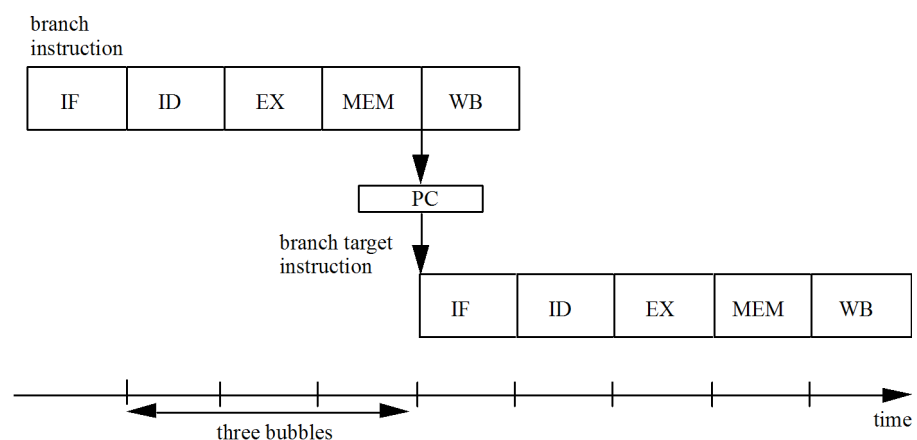 branch
instruction
IF ID EX MEM WB
PC
branch target
instruction
IF ID EX MEM WB
time
three bubbles